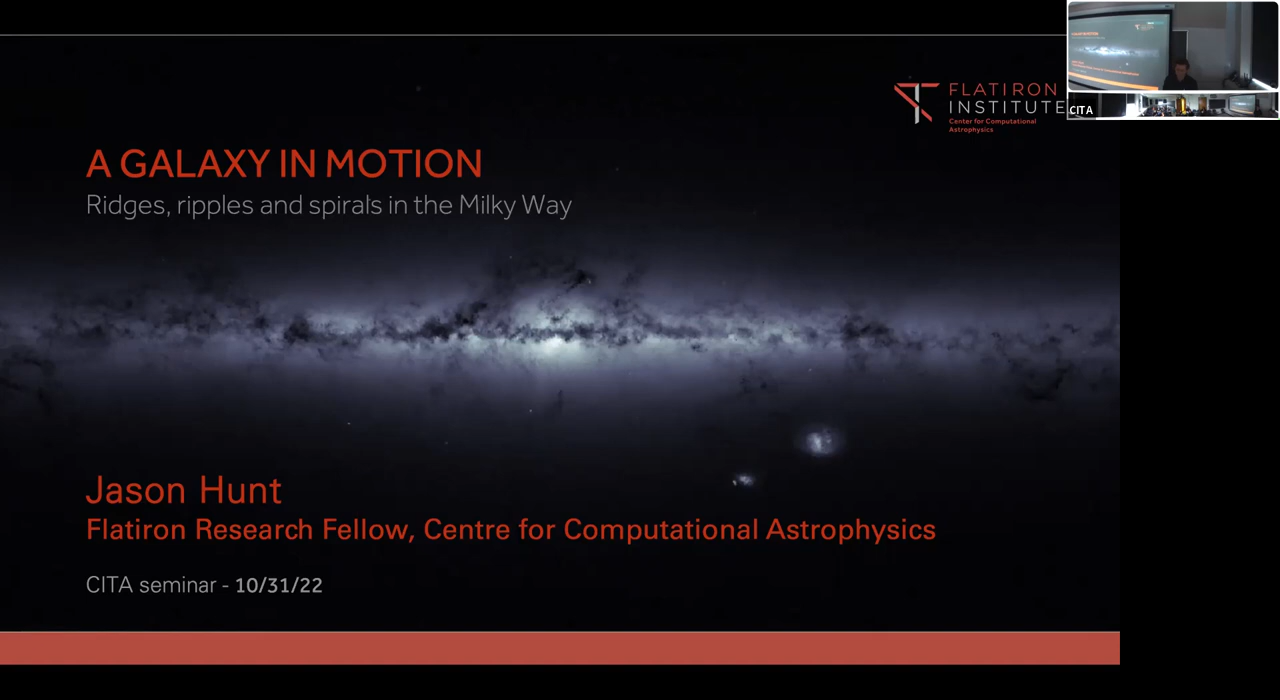 FLATIRON
INSTITUTE
Center for Computational
Astrophysics
CITA
A GALAXY IN MOTION
Ridges, ripples and spirals in the Milky Way
Jason Hunt
Flatiron Research Fellow, Centre for Computational Astrophysics
CITA seminar - 10/31/22